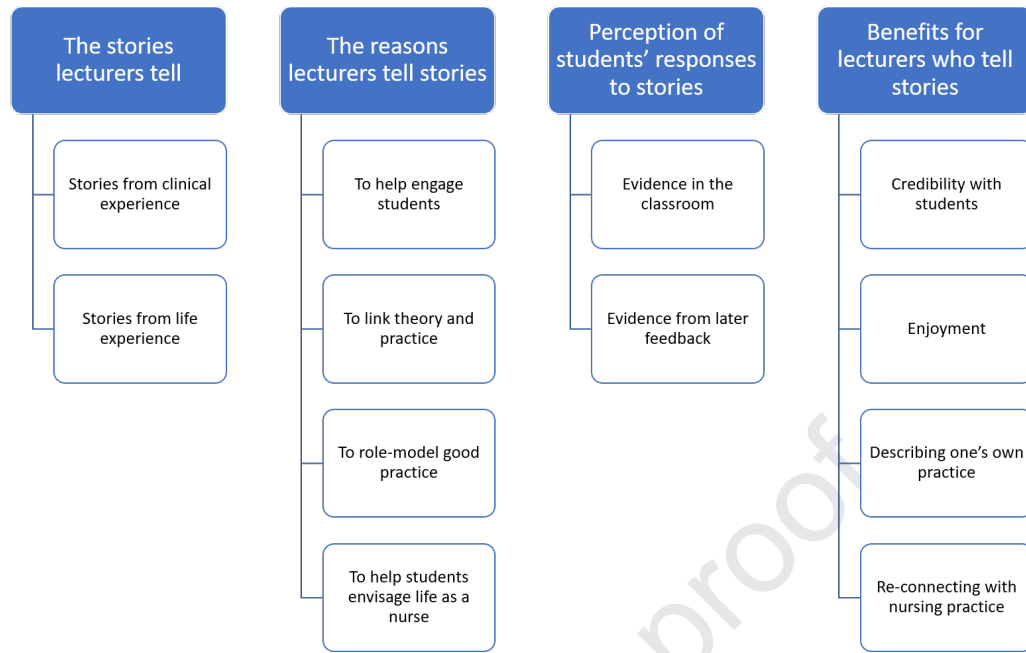 The stories
lecturers tell
Stories from clinical
experience
Stories from life
experience
The reasons
lecturers tell stories
To help engage
students
To link theory and
practice
To role-model good
practice
To help students
envisage life as a
nurse
Perception of
students’ responses
to stories
Evidence in the
classroom
Evidence from later
feedback
Benefits for
lecturers who tell
stories
Credibility with
students
Enjoyment
Describing one’s own
practice
Re-connecting with
nursing practice
proof